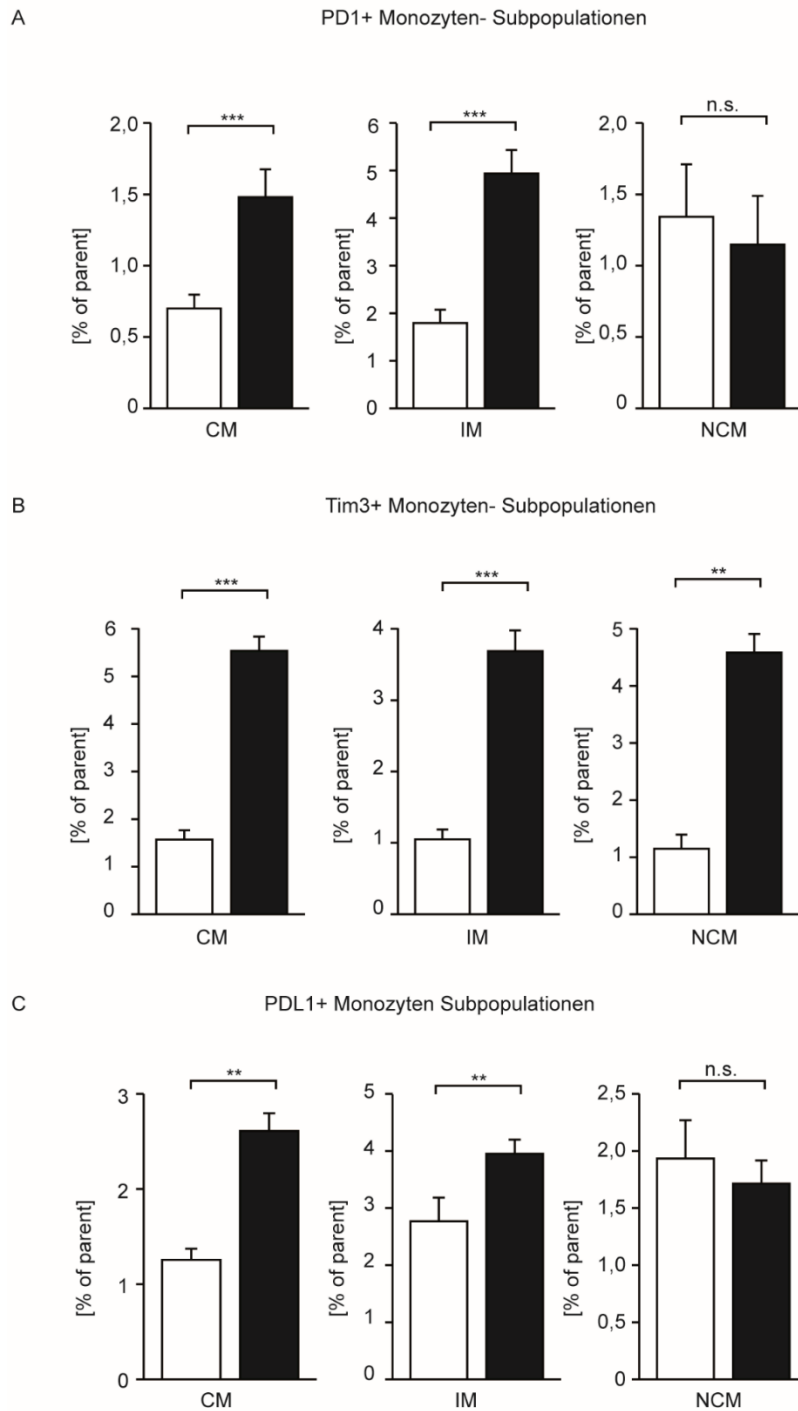 A
PD1+ Monozyten- Subpopulationen
[% of parent]
2,0
1,5
1,0
0,5
0
***
CM
[% of parent]
6
5
4
3
2
1
0
***
IM
[% of parent]
2,0
1,5
1,0
0,5
0
n.s.
NCM
B
Tim3+ Monozyten- Subpopulationen
[% of parent]
6
5
4
3
2
1
0
***
CM
[% of parent]
4
3
2
1
0
***
IM
[% of parent]
5
4
3
2
1
0
**
NCM
C
PDL1+ Monozyten Subpopulationen
[% of parent]
3
2
1
0
**
CM
[% of parent]
5
4
3
2
1
0
**
IM
[% of parent]
2,5
2,0
1,5
1,0
0,5
0
n.s.
NCM